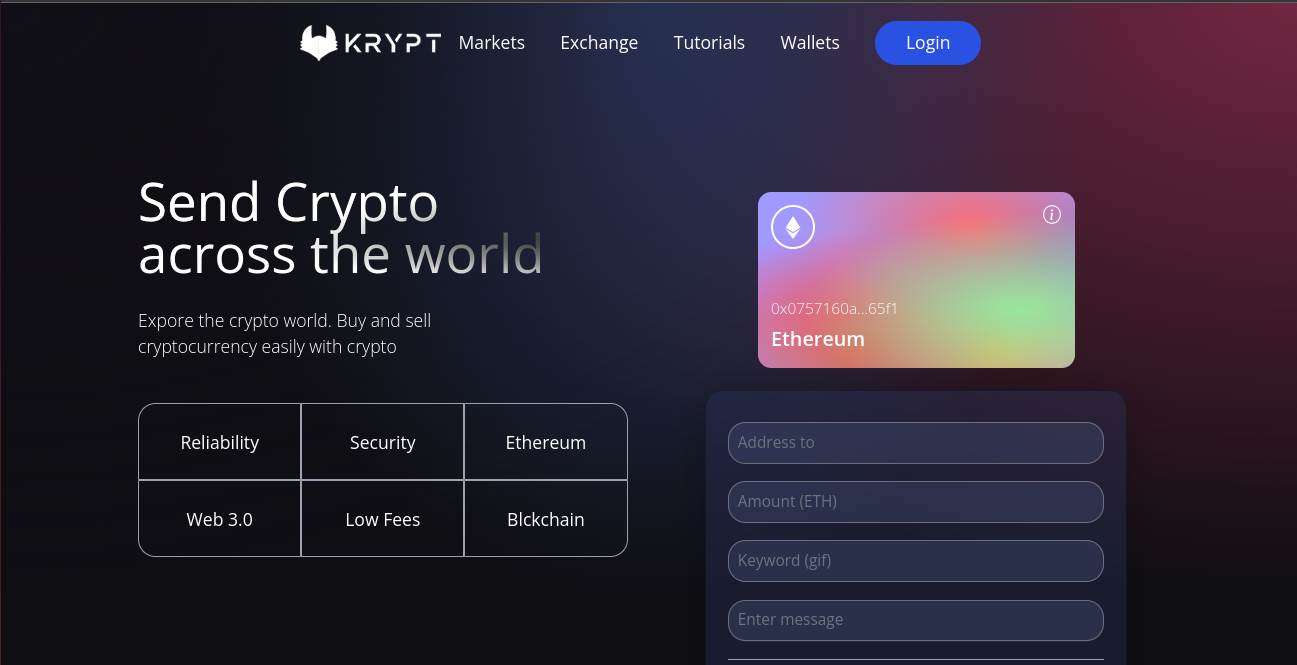 KRYPT Markets Exchange Tutorials Wallets Login
Send Crypto
across the world
Expore the crypto world. Buy and sell
cryptocurrency easily with crypto
Reliability Security Ethereum
Web 3.0 Low Fees Blckchain
i
0x0757160a...65f1
Ethereum
Address to
Amount (ETH)
Keyword (gif)
Enter message